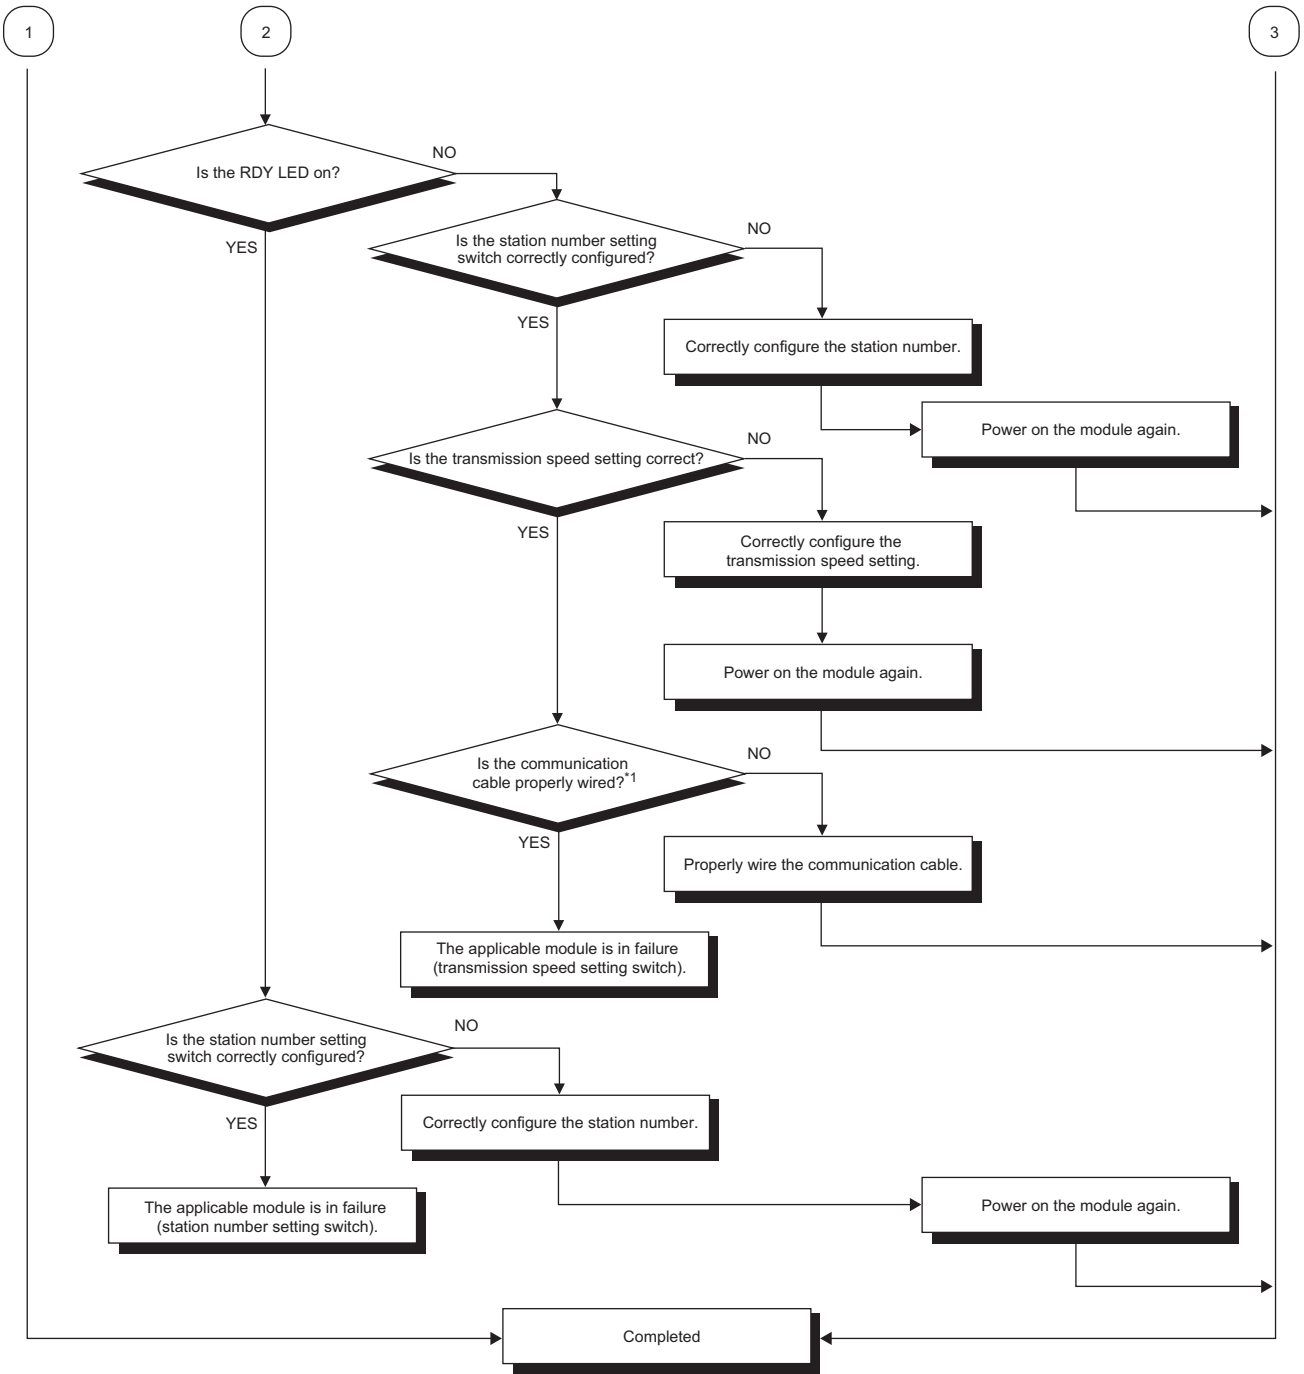 1
2
3
Is the RDY LED on?
NO
YES
Is the station number setting
switch correctly configured?
NO
YES
Correctly configure the station number.
Power on the module again.
Is the transmission speed setting correct?
NO
YES
Correctly configure the
transmission speed setting.
Power on the module again.
Is the communication
cable properly wired?*1
NO
YES
Properly wire the communication cable.
The applicable module is in failure
(transmission speed setting switch).
Is the station number setting
switch correctly configured?
NO
YES
Correctly configure the station number.
The applicable module is in failure
(station number setting switch).
Power on the module again.
Completed